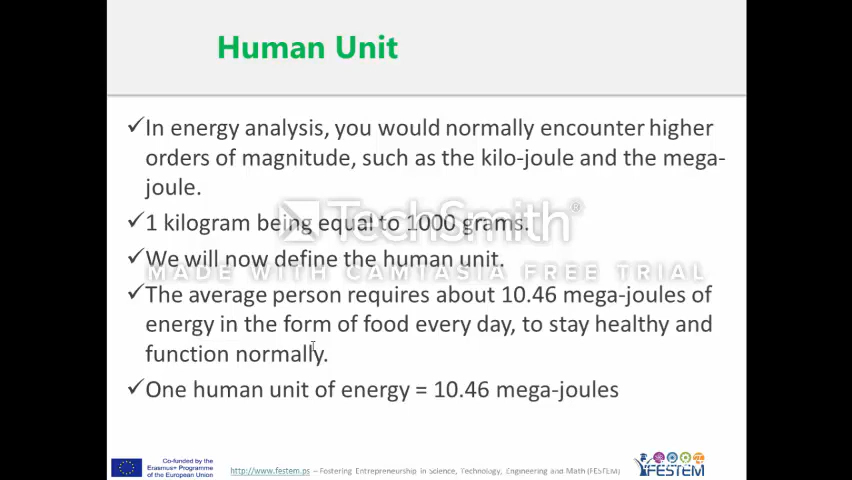 Human Unit
✓In energy analysis, you would normally encounter higher
orders of magnitude, such as the kilo-joule and the mega-
joule.
✓1 kilogram being equal to 1000 grams.
✓We will now define the human unit.
✓The average person requires about 10.46 mega-joules of
energy in the form of food every day, to stay healthy and
function normally.
✓One human unit of energy = 10.46 mega-joules
TechSmith®
MADE WITH CAMTASIA FREE TRIAL
Co-funded by the
Erasmus+ Programme
of the European Union
http://www.festem.ps – Fostering Entrepreneurship in Science, Technology, Engineering and Math (FESTEM)
FESTEM